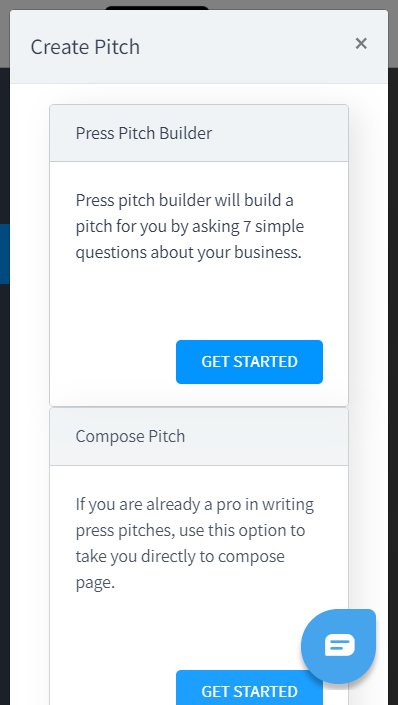 Create Pitch
×
Press Pitch Builder
Press pitch builder will build a
pitch for you by asking 7 simple
questions about your business.
GET STARTED
Compose Pitch
If you are already a pro in writing
press pitches, use this option to
take you directly to compose
page.
GET STARTED